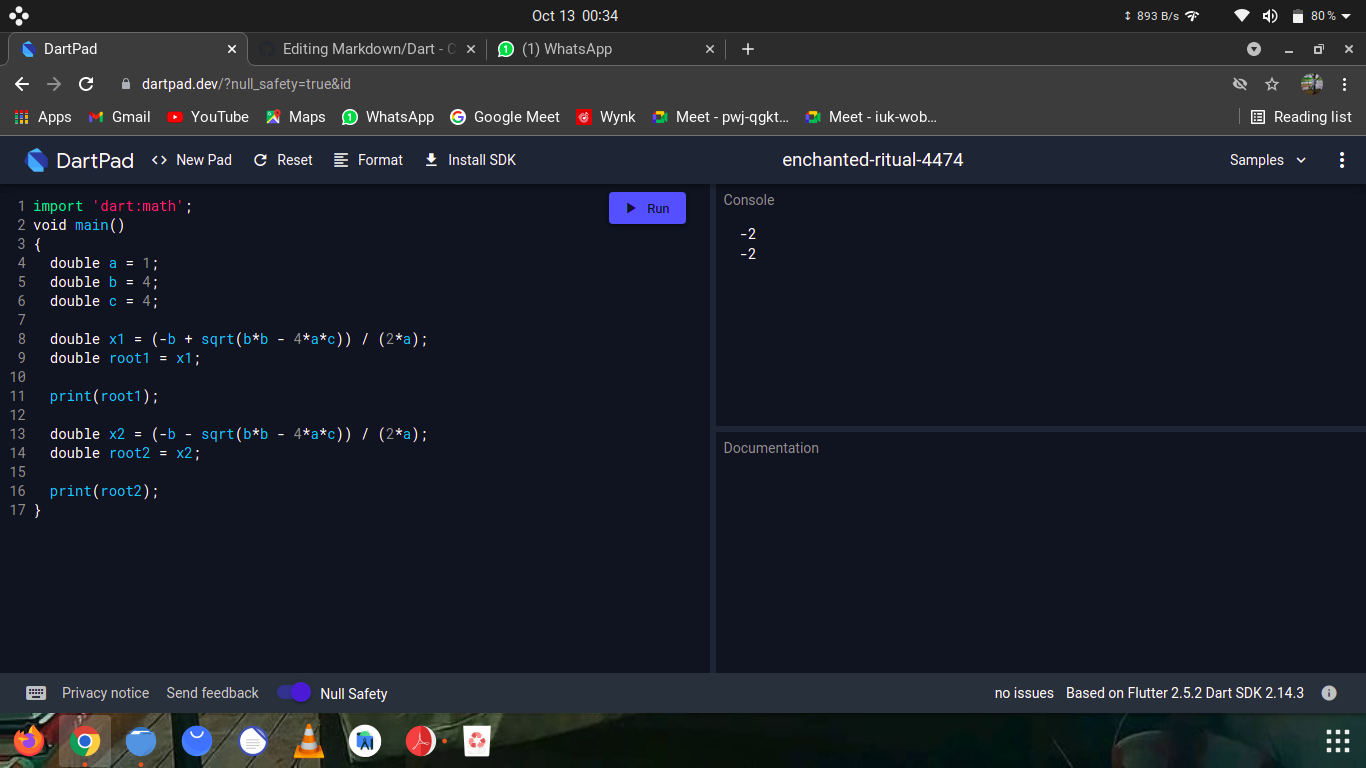 Oct 13 00:34
893 B/s
80%
DartPad
Editing Markdown/Dart - C
(1) WhatsApp
dartpad.dev/?null_safety=true&id
Apps Gmail YouTube Maps WhatsApp Google Meet Wynk Meet - pwj-qgkt... Meet - iuk-wob... Reading list
DartPad <> New Pad Reset Format Install SDK enchanted-ritual-4474 Samples
1 import 'dart:math';
2 void main()
3 {
4   double a = 1;
5   double b = 4;
6   double c = 4;
7
8   double x1 = (-b + sqrt(b*b - 4*a*c)) / (2*a);
9   double root1 = x1;
10
11   print(root1);
12
13   double x2 = (-b - sqrt(b*b - 4*a*c)) / (2*a);
14   double root2 = x2;
15
16   print(root2);
17 }
Run
Console
-2
-2
Documentation
Privacy notice Send feedback Null Safety no issues Based on Flutter 2.5.2 Dart SDK 2.14.3